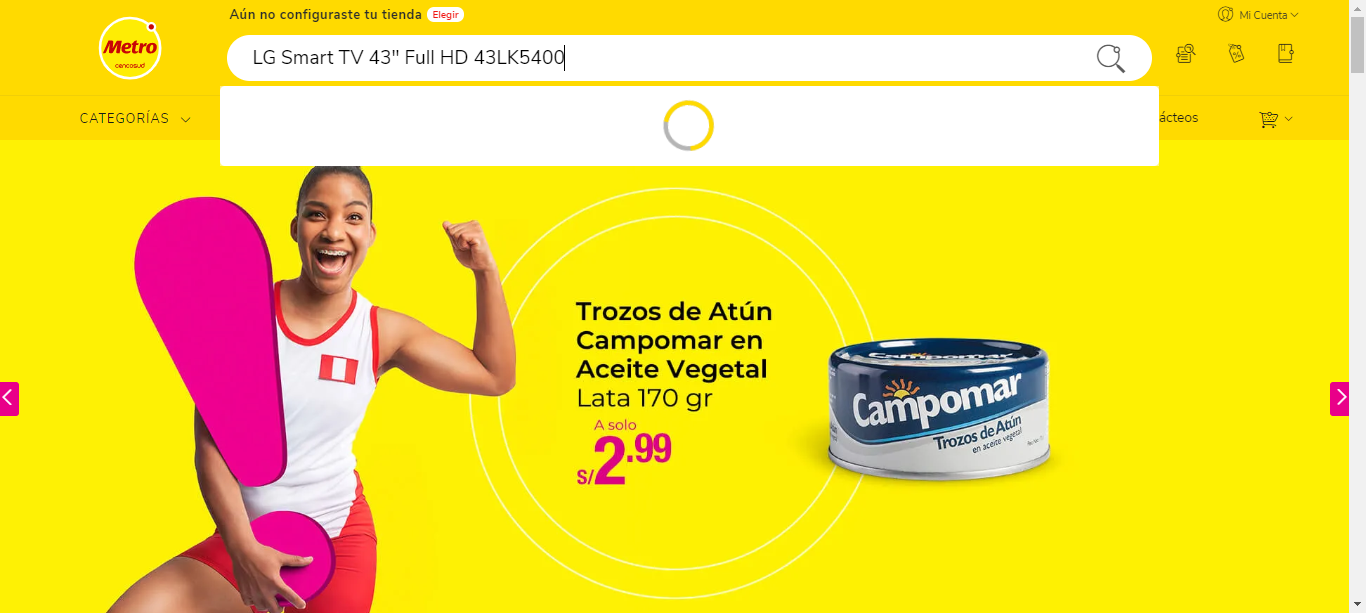 Aún no configuraste tu tienda Elegir
Mi Cuenta
Metro
cencosud
LG Smart TV 43" Full HD 43LK5400
CATEGORÍAS
ácteos
Trozos de Atún
Campomar en
Aceite Vegetal
Lata 170 gr
A solo
S/2.99
Campomar
Campomar
Trozos de Atún
en aceite vegetal